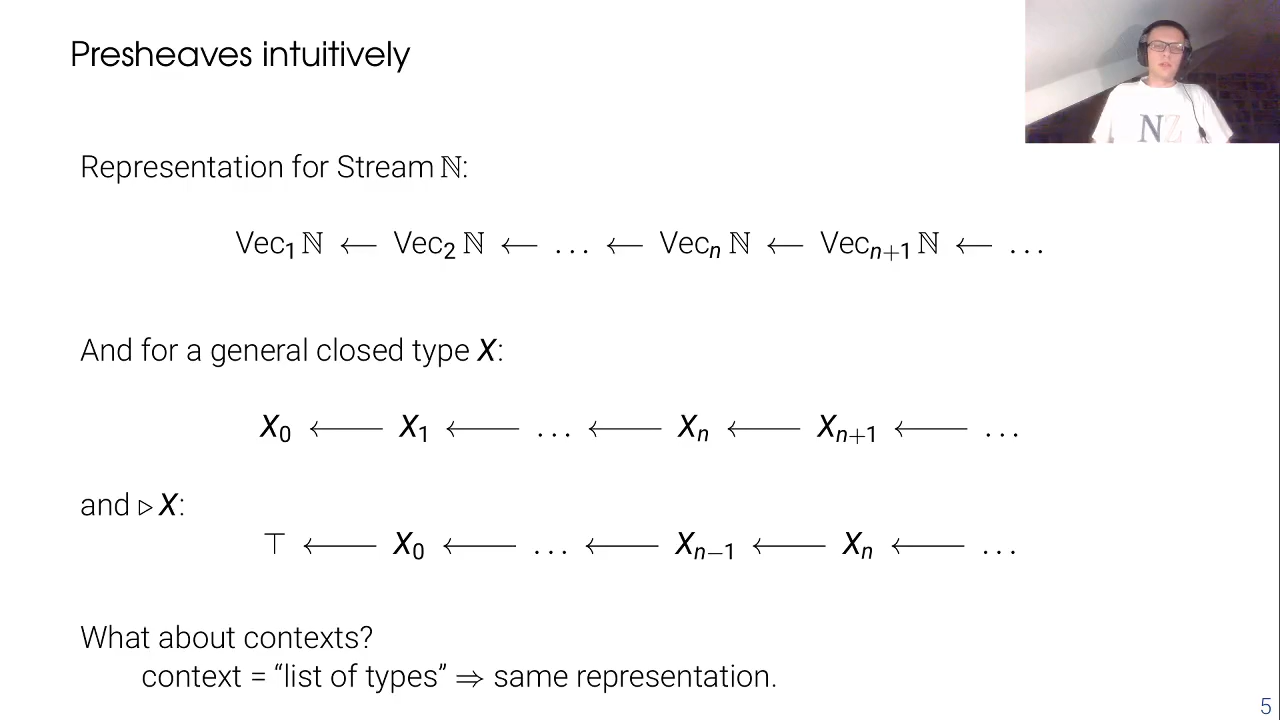 Presheaves intuitively
NZ
Representation for Stream ℕ:
Vec₁ ℕ ⟵ Vec₂ ℕ ⟵ … ⟵ Vecₙ ℕ ⟵ Vecₙ₊₁ ℕ ⟵ …
And for a general closed type X:
X₀ ⟵ X₁ ⟵ … ⟵ Xₙ ⟵ Xₙ₊₁ ⟵ …
and ▷ X:
⊤ ⟵ X₀ ⟵ … ⟵ Xₙ₋₁ ⟵ Xₙ ⟵ …
What about contexts?
context = “list of types” ⇒ same representation.
5